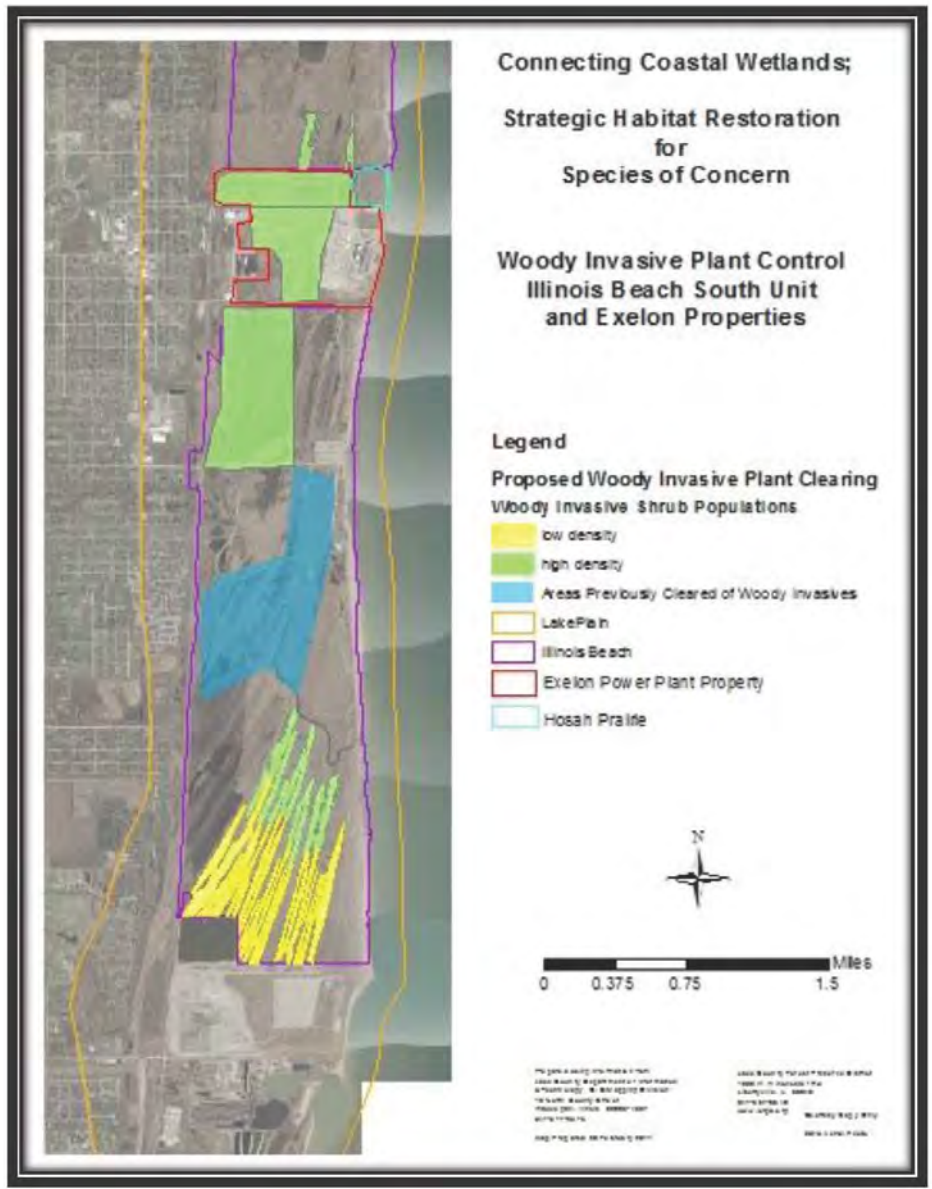 Connecting Coastal Wetlands;
Strategic Habitat Restoration
for
Species of Concern
Woody Invasive Plant Control
Illinois Beach South Unit
and Exelon Properties
Legend
Proposed Woody Invasive Plant Clearing
Woody Invasive Shrub Populations
low density
high density
Areas Previously Cleared of Woody Invasives
LakePlain
Illinois Beach
Exelon Power Plant Property
Hosah Prairie
N
Miles
0 0.375 0.75 1.5